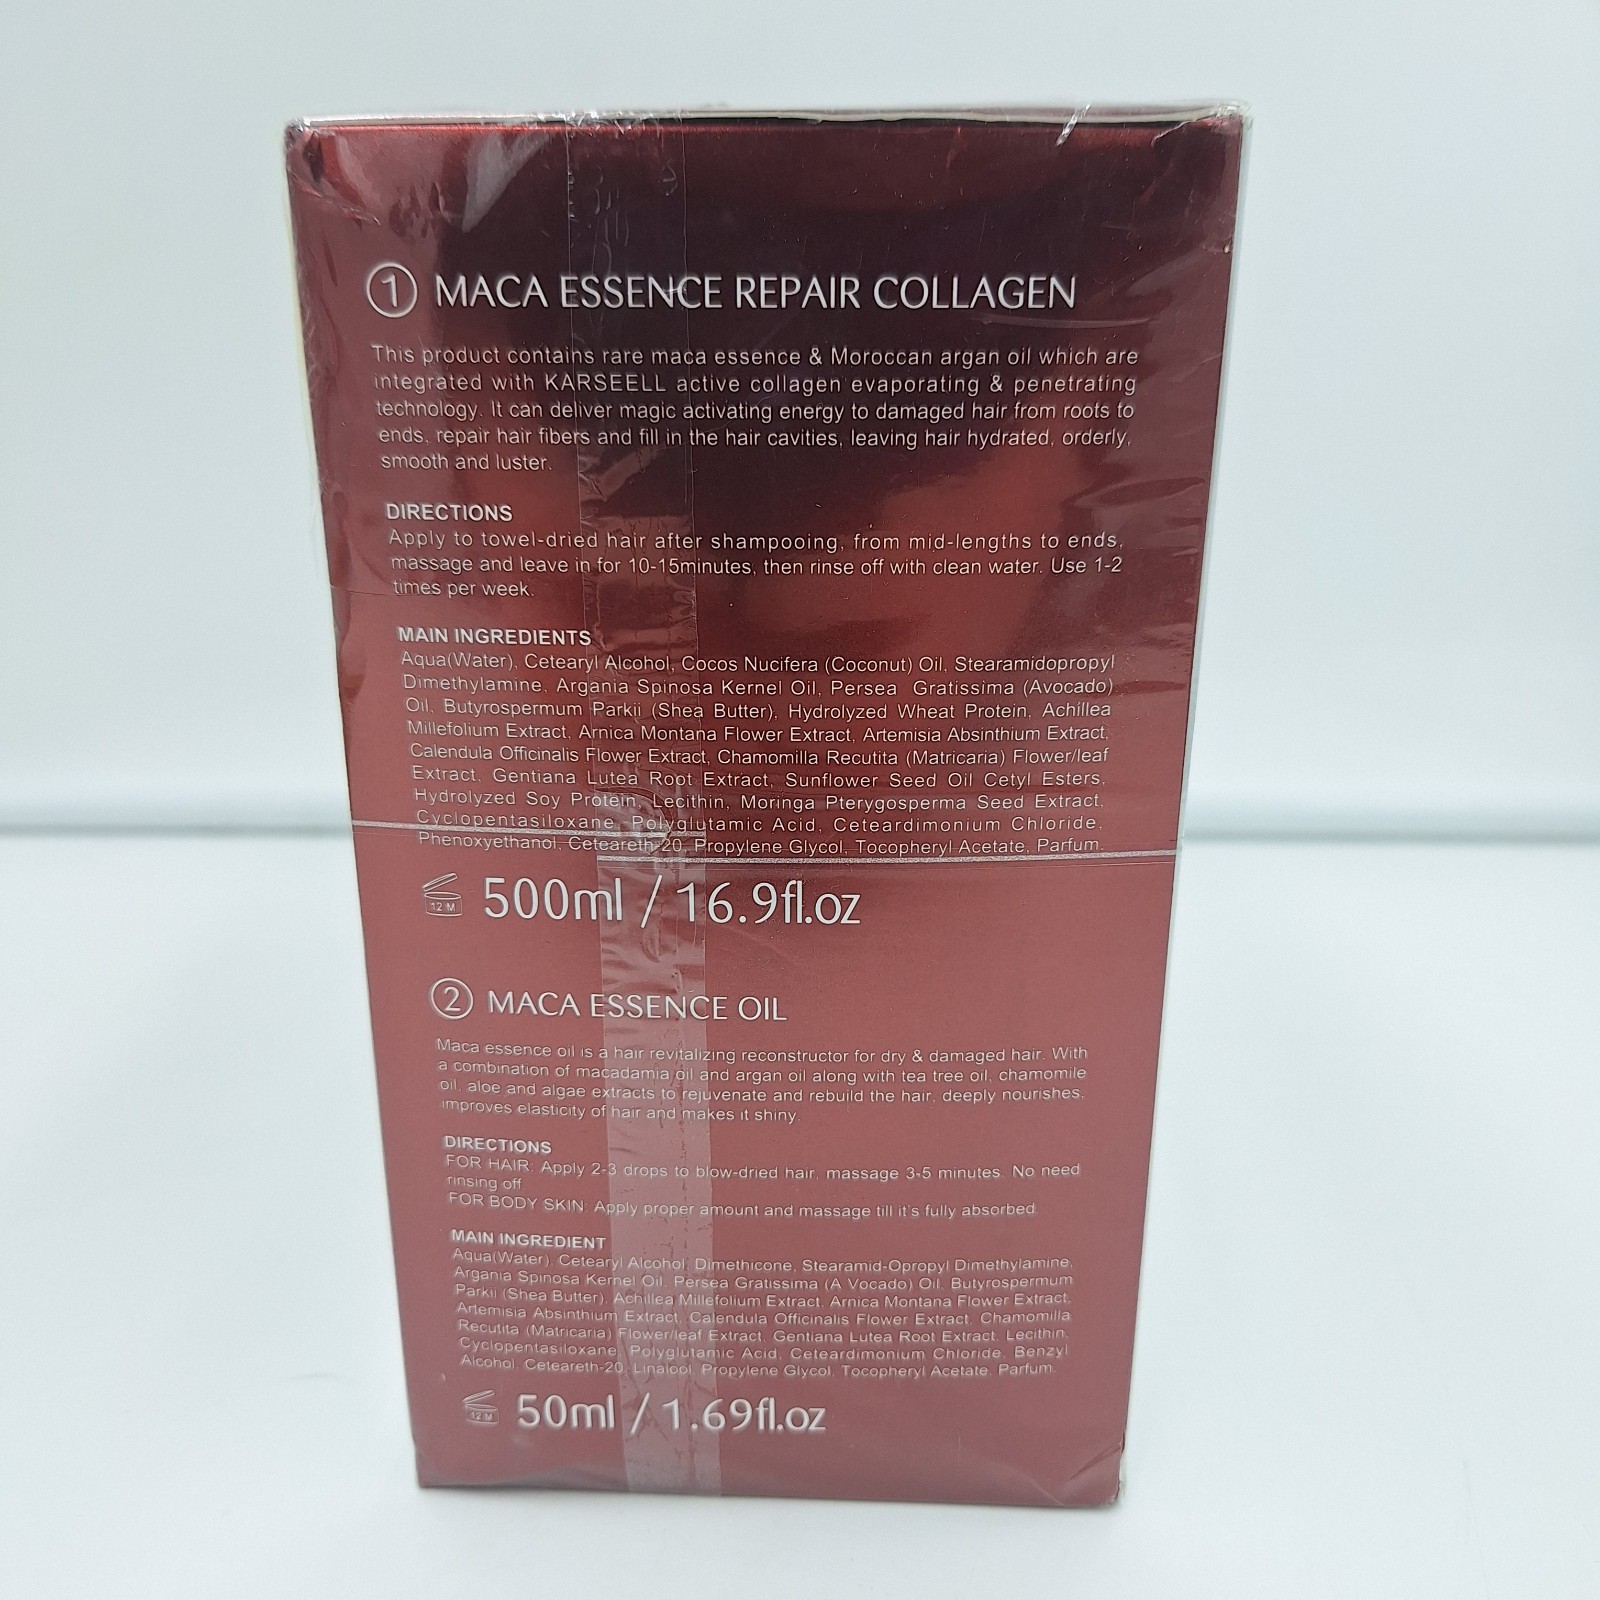 ① MACA ESSENCE REPAIR COLLAGEN
This product contains rare maca essence & Moroccan argan oil which are
integrated with KARSEELL active collagen evaporating & penetrating
technology. It can deliver magic activating energy to damaged hair from roots to
ends, repair hair fibers and fill in the hair cavities, leaving hair hydrated, orderly,
smooth and luster.
DIRECTIONS
Apply to towel-dried hair after shampooing, from mid-lengths to ends,
massage and leave in for 10-15minutes, then rinse off with clean water. Use 1-2
times per week.
MAIN INGREDIENTS
Aqua(Water), Cetearyl Alcohol, Cocos Nucifera (Coconut) Oil, Stearamidopropyl
Dimethylamine, Argania Spinosa Kernel Oil, Persea Gratissima (Avocado)
Oil, Butyrospermum Parkii (Shea Butter), Hydrolyzed Wheat Protein, Achillea
Millefolium Extract, Arnica Montana Flower Extract, Artemisia Absinthium Extract,
Calendula Officinalis Flower Extract, Chamomilla Recutita (Matricaria) Flower/leaf
Extract, Gentiana Lutea Root Extract, Sunflower Seed Oil Cetyl Esters,
Hydrolyzed Soy Protein, Lecithin, Moringa Pterygosperma Seed Extract,
Cyclopentasiloxane, Polyglutamic Acid, Ceteardimonium Chloride,
Phenoxyethanol, Ceteareth-20, Propylene Glycol, Tocopheryl Acetate, Parfum.
12 M 500ml / 16.9fl.oz
② MACA ESSENCE OIL
Maca essence oil is a hair revitalizing reconstructor for dry & damaged hair. With
a combination of macadamia oil and argan oil along with tea tree oil, chamomile
oil, aloe and algae extracts to rejuvenate and rebuild the hair, deeply nourishes,
improves elasticity of hair and makes it shiny.
DIRECTIONS
FOR HAIR: Apply 2-3 drops to blow-dried hair, massage 3-5 minutes. No need
rinsing off
FOR BODY SKIN: Apply proper amount and massage till it's fully absorbed
MAIN INGREDIENT
Aqua(Water), Cetearyl Alcohol, Dimethicone, Stearamid-Opropyl Dimethylamine,
Argania Spinosa Kernel Oil, Persea Gratissima (A Vocado) Oil, Butyrospermum
Parkii (Shea Butter), Achillea Millefolium Extract, Arnica Montana Flower Extract,
Artemisia Absinthium Extract, Calendula Officinalis Flower Extract, Chamomilla
Recutita (Matricaria) Flower/leaf Extract, Gentiana Lutea Root Extract, Lecithin,
Cyclopentasiloxane, Polyglutamic Acid, Ceteardimonium Chloride, Benzyl
Alcohol, Ceteareth-20, Linalool, Propylene Glycol, Tocopheryl Acetate, Parfum.
12 M 50ml / 1.69fl.oz